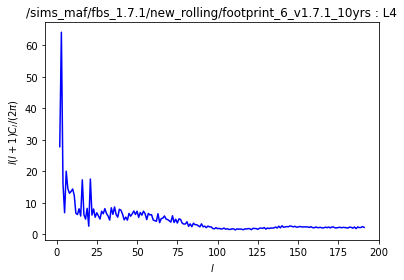 /sims_maf/fbs_1.7.1/new_rolling/footprint_6_v1.7.1_10yrs : L4
60
50
40
30
20
10
0
l(l + 1)C_l/(2π)
0 25 50 75 100 125 150 175 200
l